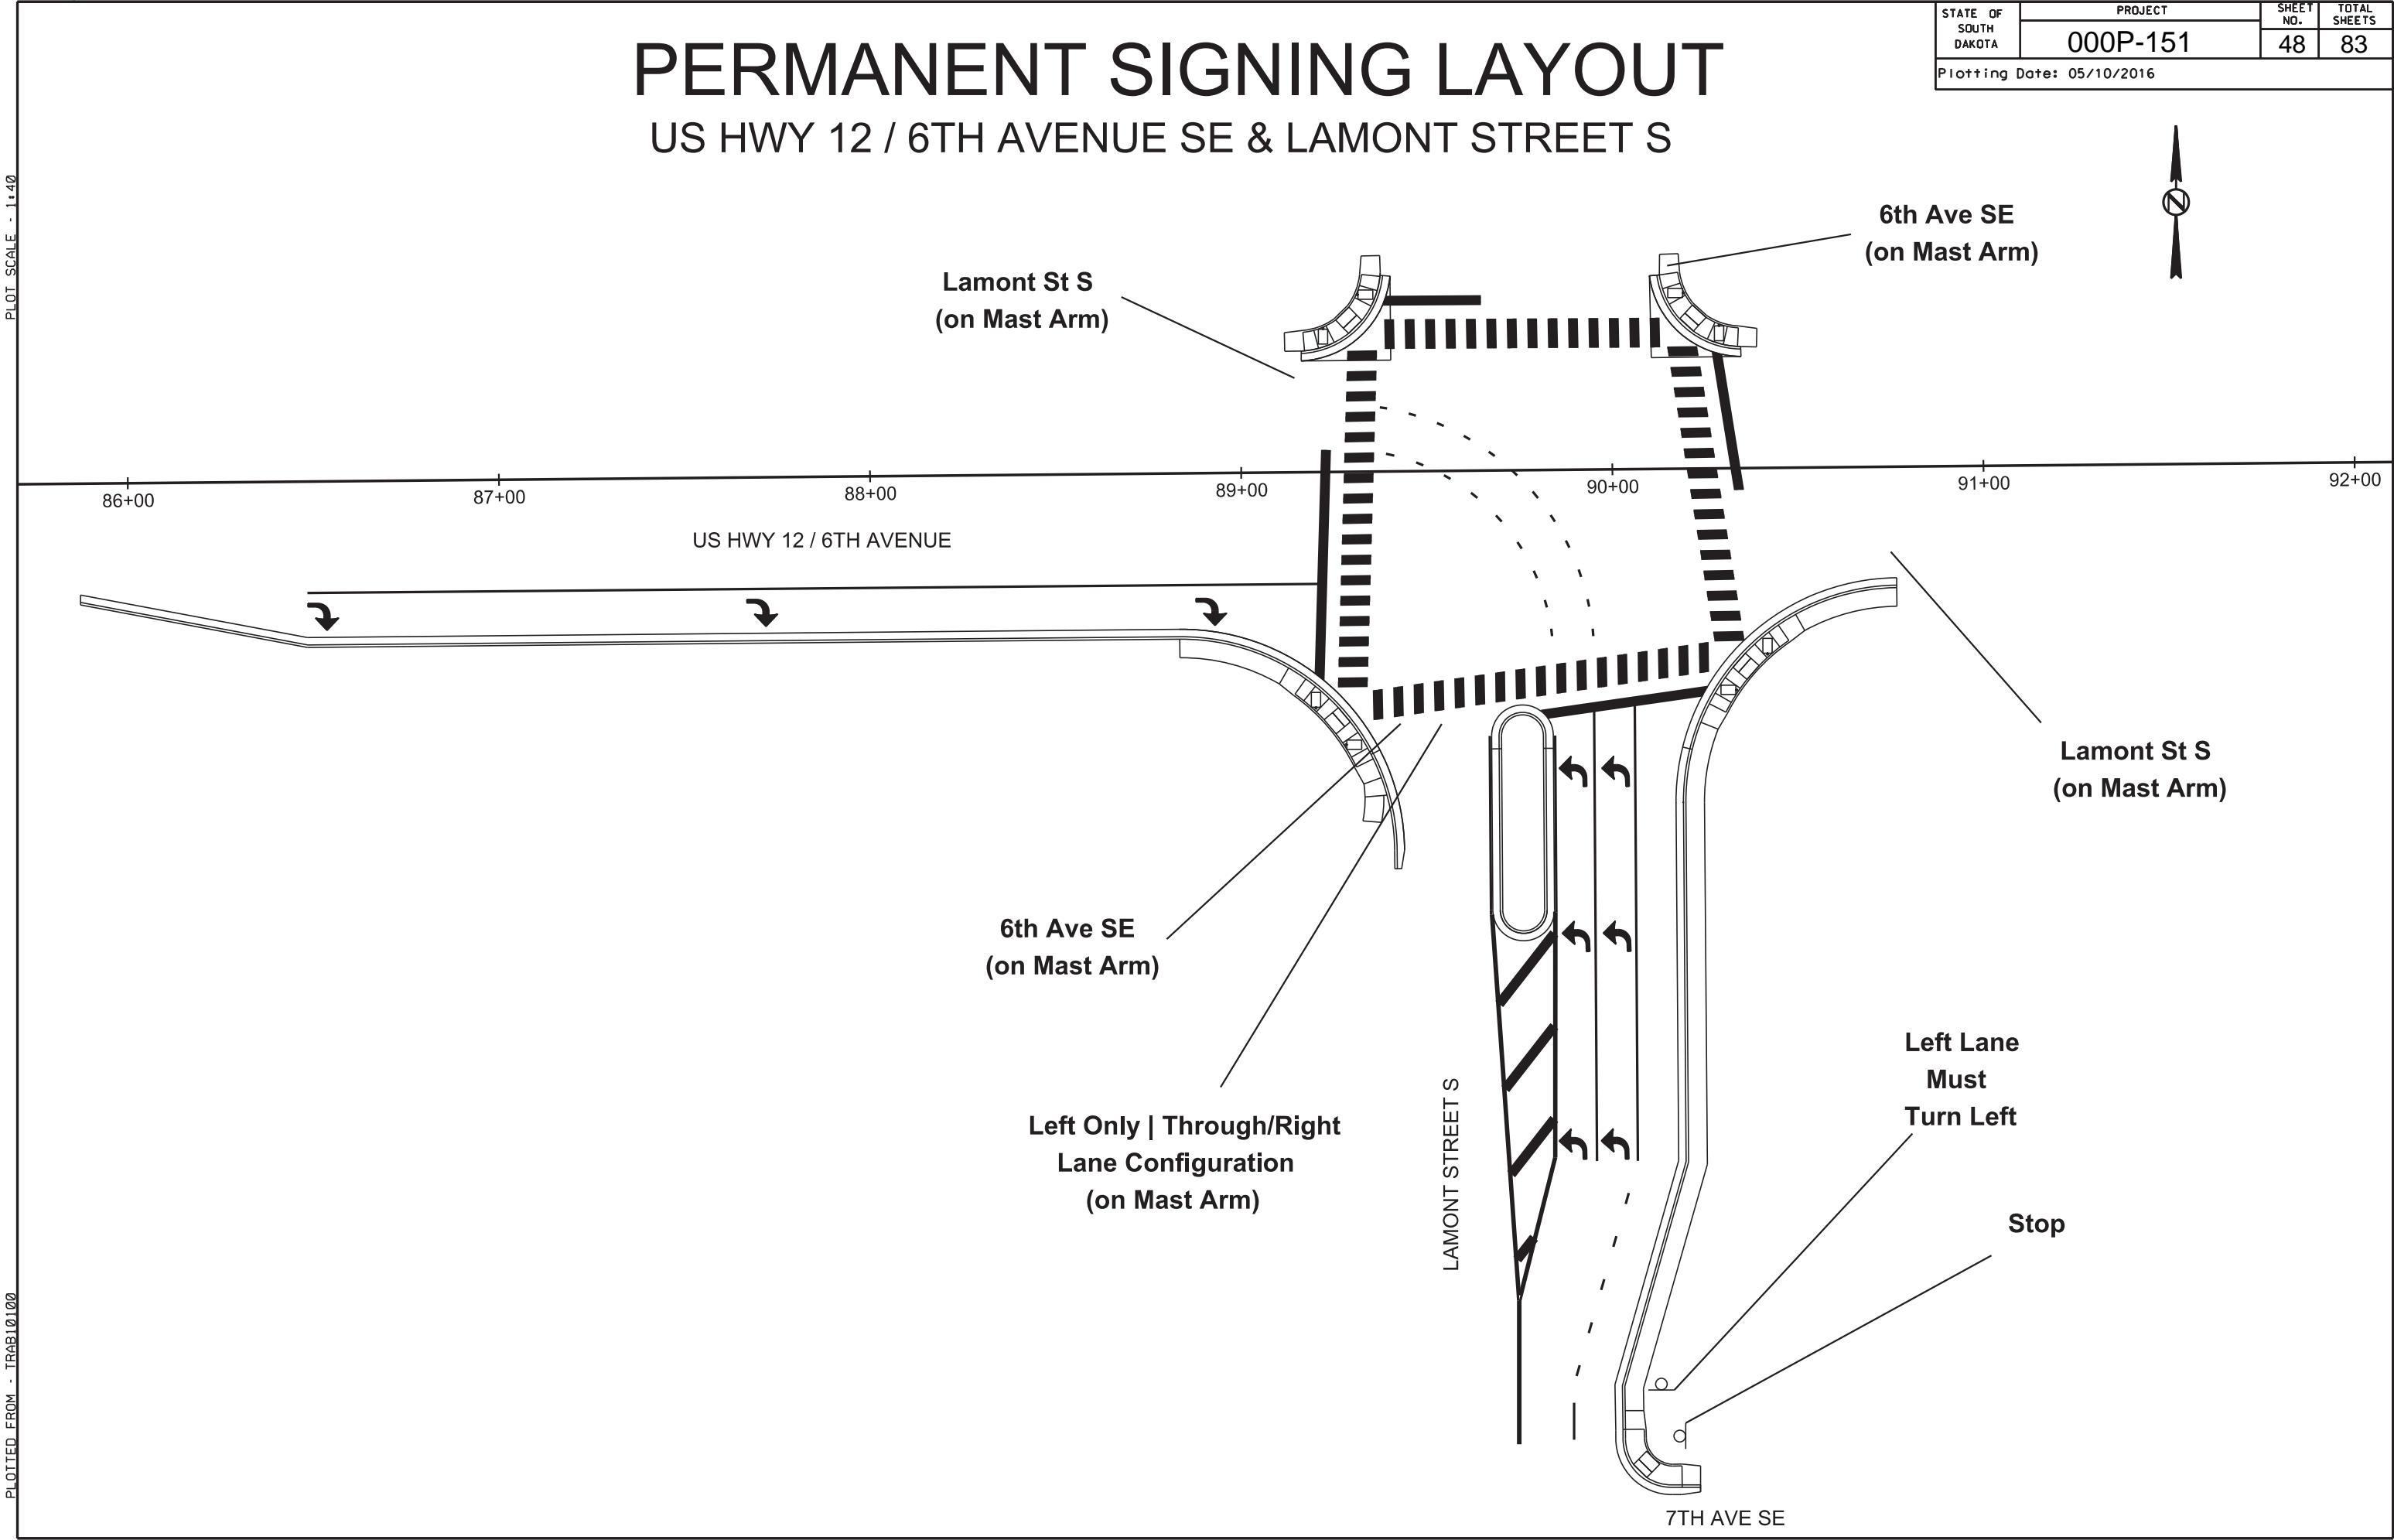 STATE OF
SOUTH
DAKOTA
PROJECT
000P-151
SHEET
NO.
48
TOTAL
SHEETS
83
Plotting Date: 05/10/2016
PERMANENT SIGNING LAYOUT
US HWY 12 / 6TH AVENUE SE & LAMONT STREET S
PLOT SCALE - 1:40
N
6th Ave SE
(on Mast Arm)
Lamont St S
(on Mast Arm)
86+00
87+00
88+00
89+00
90+00
91+00
92+00
US HWY 12 / 6TH AVENUE
Lamont St S
(on Mast Arm)
6th Ave SE
(on Mast Arm)
Left Only | Through/Right
Lane Configuration
(on Mast Arm)
LAMONT STREET S
Left Lane
Must
Turn Left
Stop
PLOTTED FROM - TRAB10100
7TH AVE SE